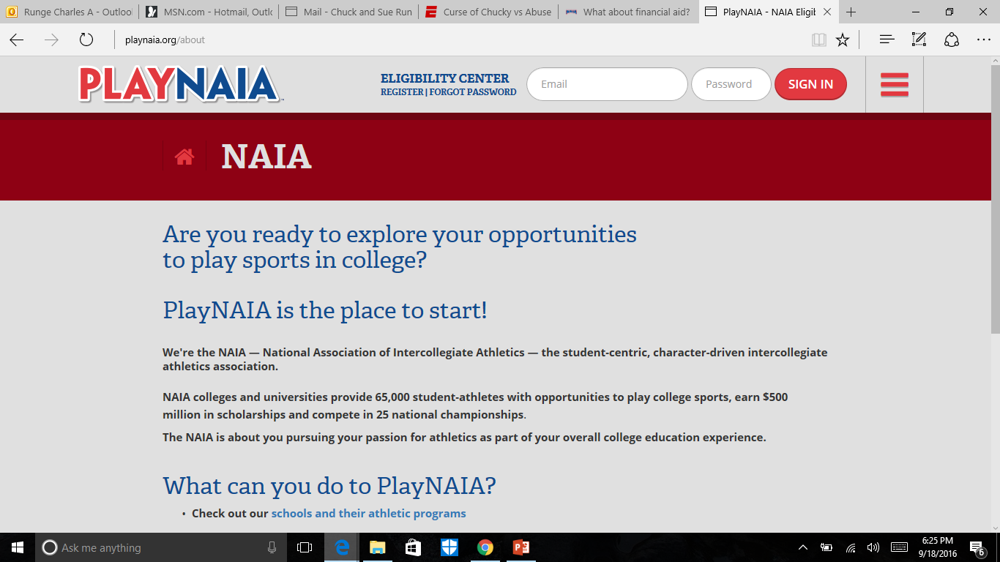 Runge Charles A - Outlool
MSN.com - Hotmail, Outlo
Mail - Chuck and Sue Run
Curse of Chucky vs Abuse
What about financial aid?
PlayNAIA - NAIA Eligib
playnaia.org/about
PLAYNAIA
ELIGIBILITY CENTER
REGISTER | FORGOT PASSWORD
Email
Password
SIGN IN
NAIA
Are you ready to explore your opportunities
to play sports in college?
PlayNAIA is the place to start!
We're the NAIA — National Association of Intercollegiate Athletics — the student-centric, character-driven intercollegiate
athletics association.
NAIA colleges and universities provide 65,000 student-athletes with opportunities to play college sports, earn $500
million in scholarships and compete in 25 national championships.
The NAIA is about you pursuing your passion for athletics as part of your overall college education experience.
What can you do to PlayNAIA?
• Check out our schools and their athletic programs
Ask me anything
6:25 PM
9/18/2016
6